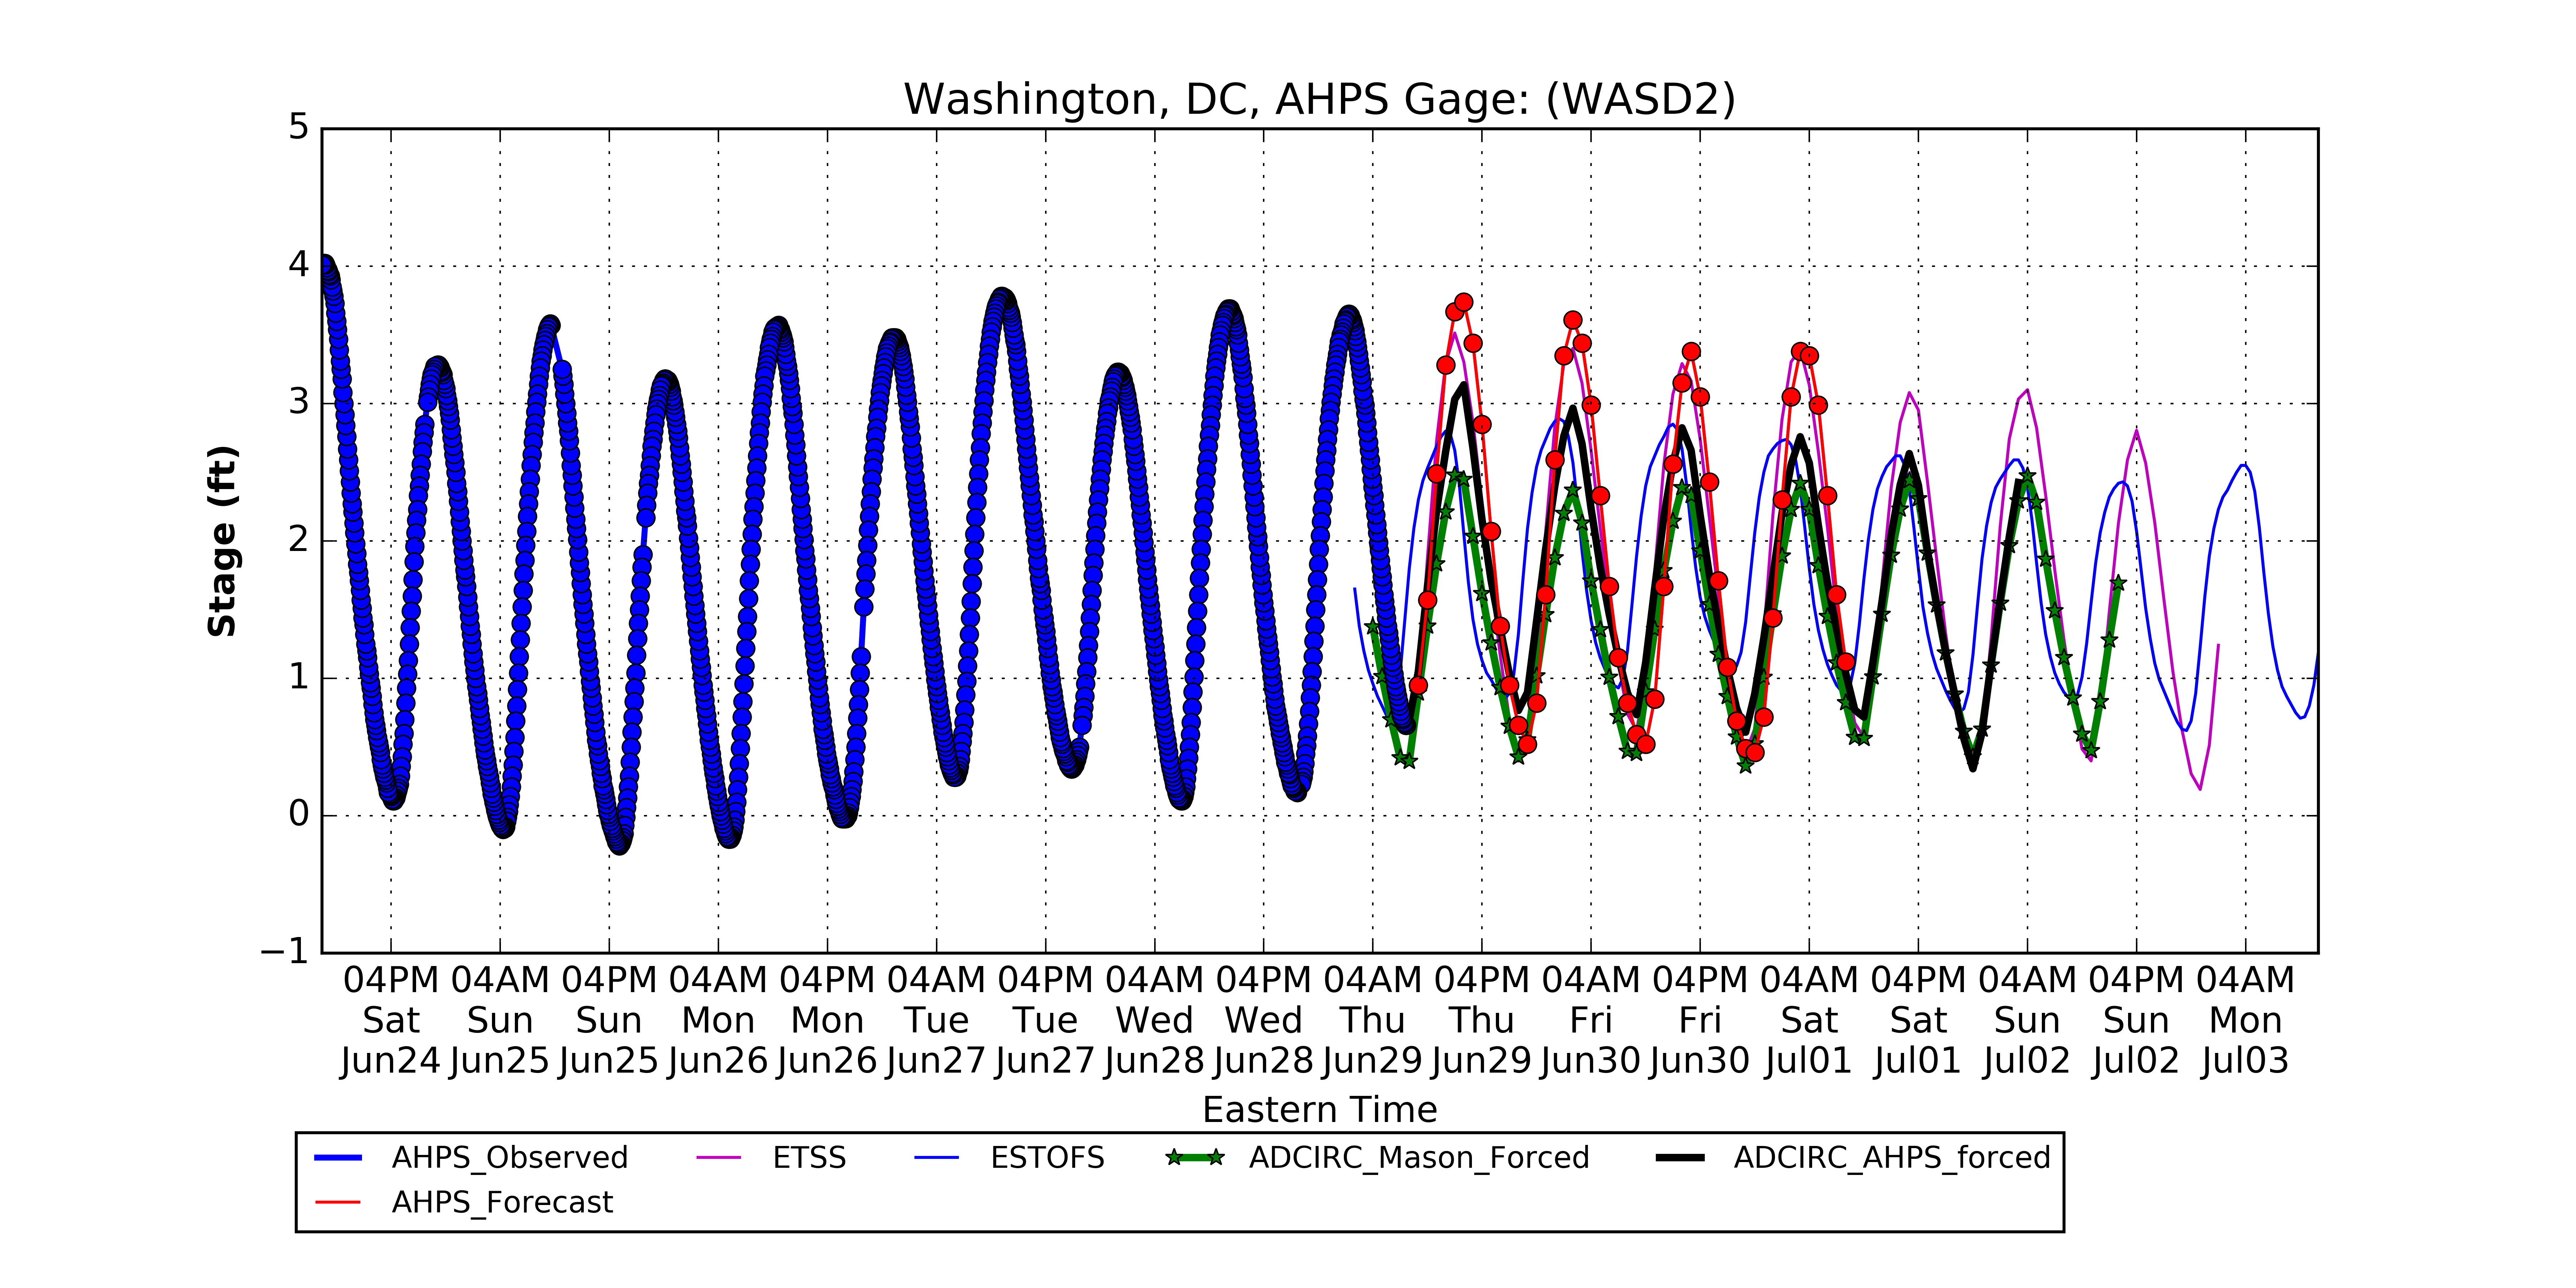 Washington, DC, AHPS Gage: (WASD2)
5
4
3
2
1
0
−1
Stage (ft)
04PM 04AM 04PM 04AM 04PM 04AM 04PM 04AM 04PM 04AM 04PM 04AM 04PM 04AM 04PM 04AM 04PM 04AM
Sat Sun Sun Mon Mon Tue Tue Wed Wed Thu Thu Fri Fri Sat Sat Sun Sun Mon
Jun24 Jun25 Jun25 Jun26 Jun26 Jun27 Jun27 Jun28 Jun28 Jun29 Jun29 Jun30 Jun30 Jul01 Jul01 Jul02 Jul02 Jul03
Eastern Time
AHPS_Observed ETSS ESTOFS ADCIRC_Mason_Forced ADCIRC_AHPS_forced
AHPS_Forecast